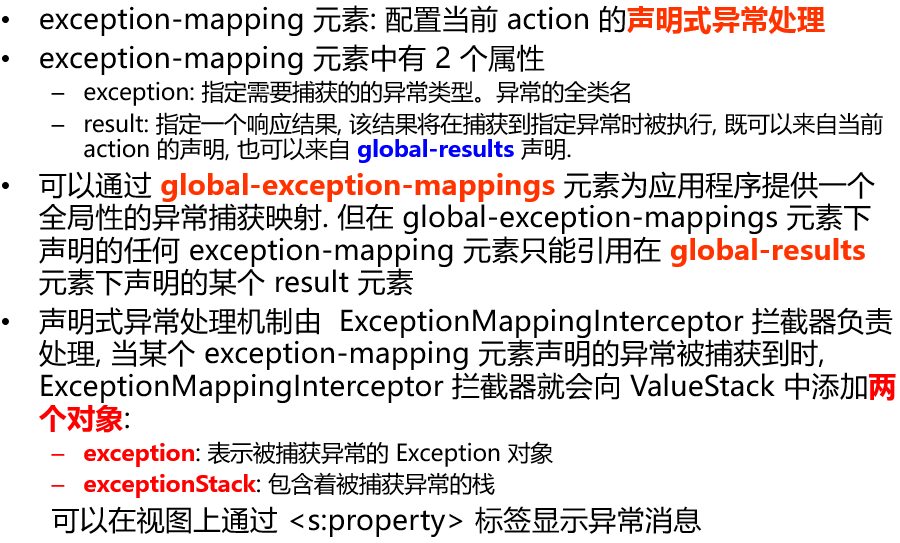 • exception-mapping 元素: 配置当前 action 的声明式异常处理
• exception-mapping 元素中有 2 个属性
– exception: 指定需要捕获的的异常类型。异常的全类名
– result: 指定一个响应结果, 该结果将在捕获到指定异常时被执行, 既可以来自当前
action 的声明, 也可以来自 global-results 声明.
• 可以通过 global-exception-mappings 元素为应用程序提供一个
全局性的异常捕获映射. 但在 global-exception-mappings 元素下
声明的任何 exception-mapping 元素只能引用在 global-results
元素下声明的某个 result 元素
• 声明式异常处理机制由 ExceptionMappingInterceptor 拦截器负责
处理, 当某个 exception-mapping 元素声明的异常被捕获到时,
ExceptionMappingInterceptor 拦截器就会向 ValueStack 中添加两
个对象:
– exception: 表示被捕获异常的 Exception 对象
– exceptionStack: 包含着被捕获异常的栈
可以在视图上通过 <s:property> 标签显示异常消息